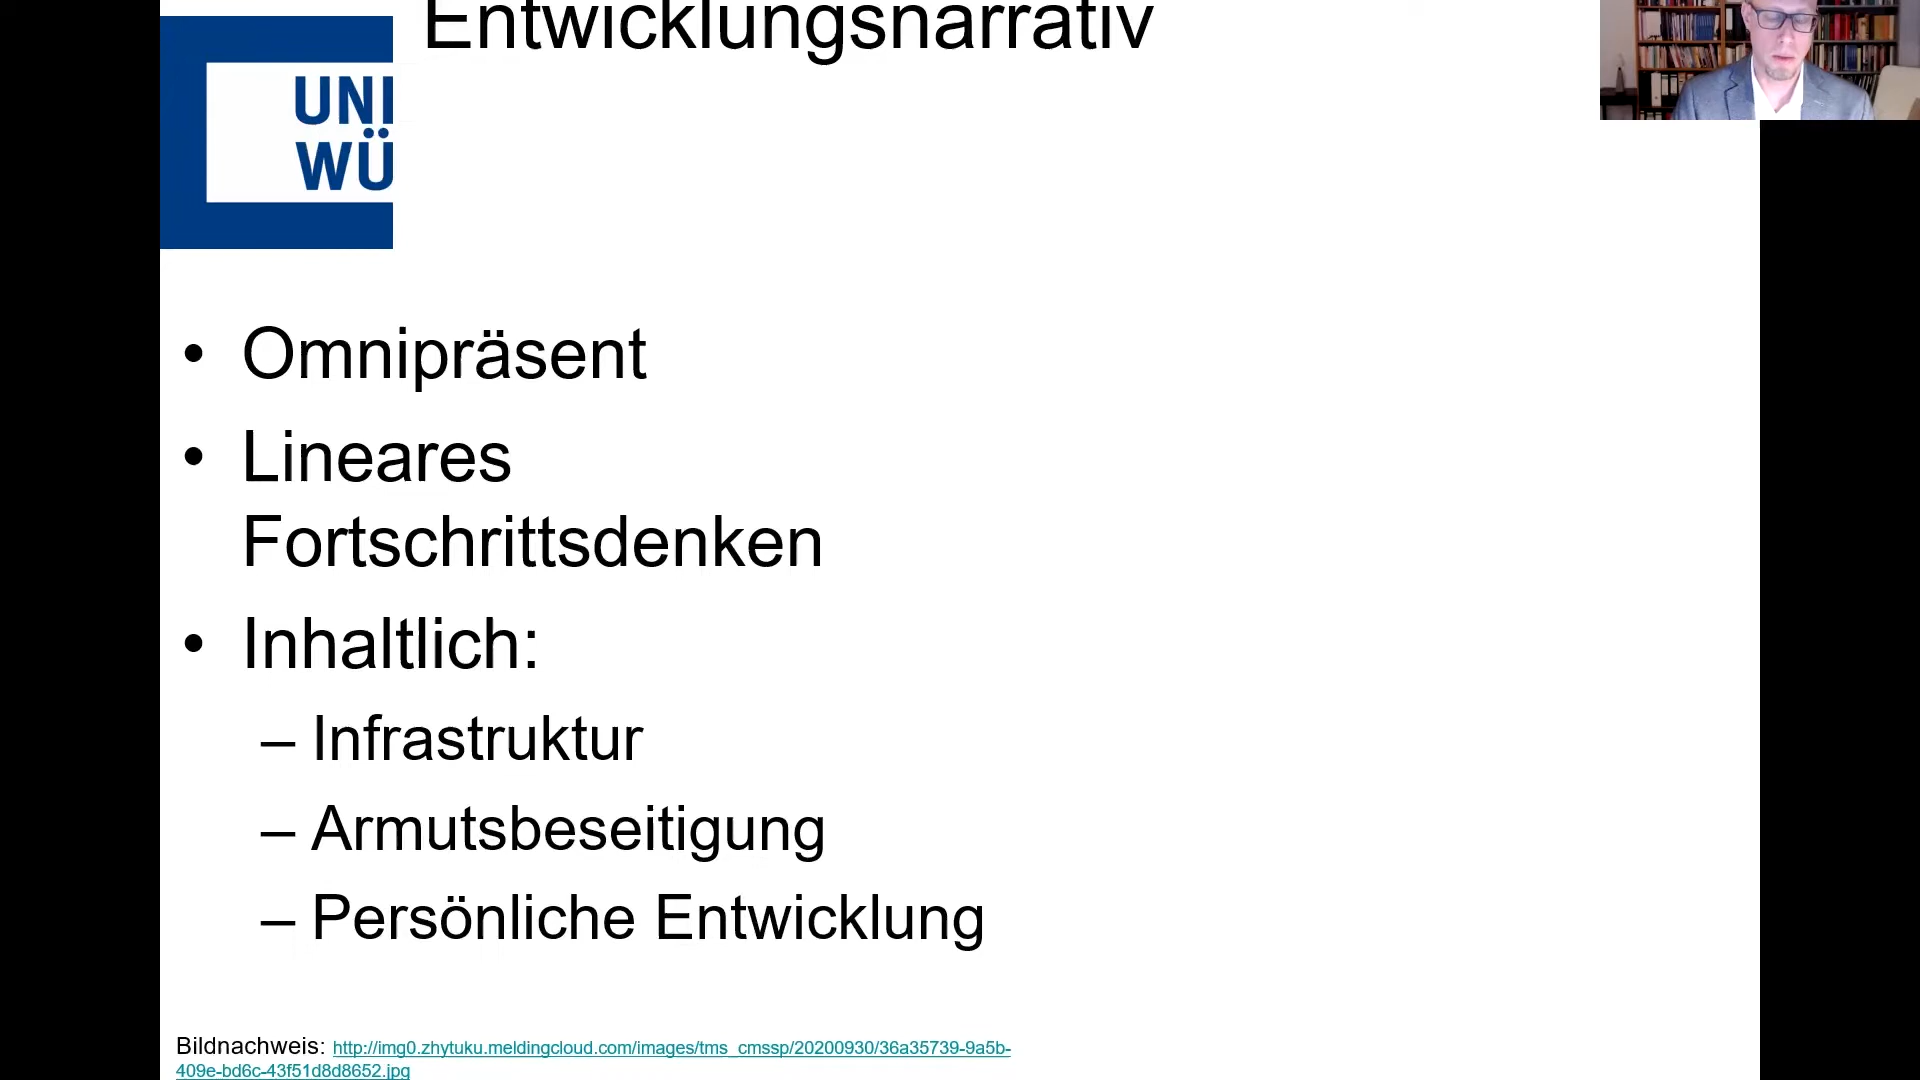 Entwicklungsnarrativ
UNI
WÜ
• Omnipräsent
• Lineares
Fortschrittsdenken
• Inhaltlich:
– Infrastruktur
– Armutsbeseitigung
– Persönliche Entwicklung
Bildnachweis: http://img0.zhytuku.meldingcloud.com/images/tms_cmssp/20200930/36a35739-9a5b-
409e-bd6c-43f51d8d8652.jpg